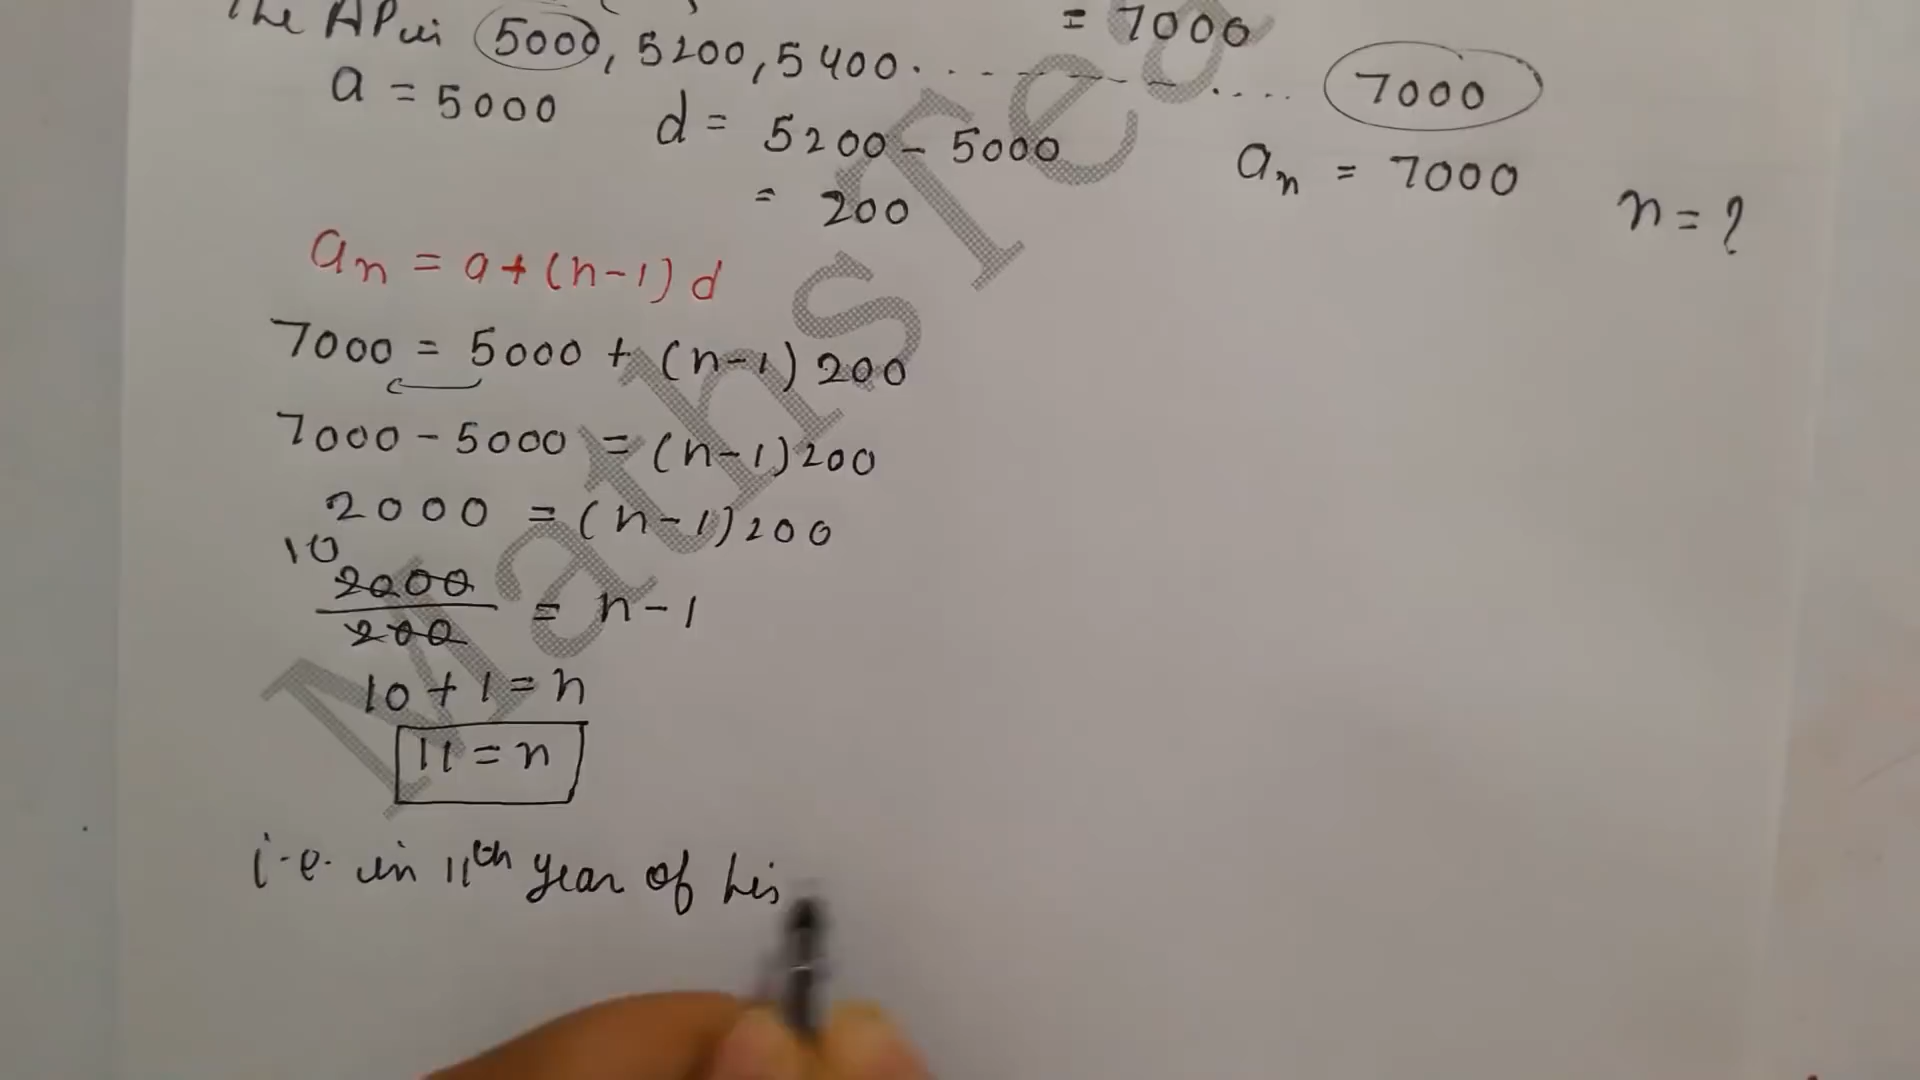 = 7000
The AP is 5000, 5200, 5400. . . . . . . . . . . 7000
a = 5000 d = 5200 - 5000 an = 7000 n = ?
= 200
an = a + (n-1) d
7000 = 5000 + (n-1) 200
7000 - 5000 = (n-1) 200
2000 = (n-1) 200
10
2000
200 = n - 1
10 + 1 = n
11 = n
i.e. in 11th year of his